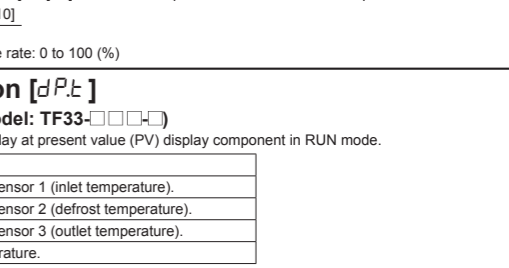 10]
e rate: 0 to 100 (%)
on [dP.t]
odel: TF33-□□□-□)
lay at present value (PV) display component in RUN mode.
ensor 1 (inlet temperature).
ensor 2 (defrost temperature).
ensor 3 (outlet temperature).
rature.